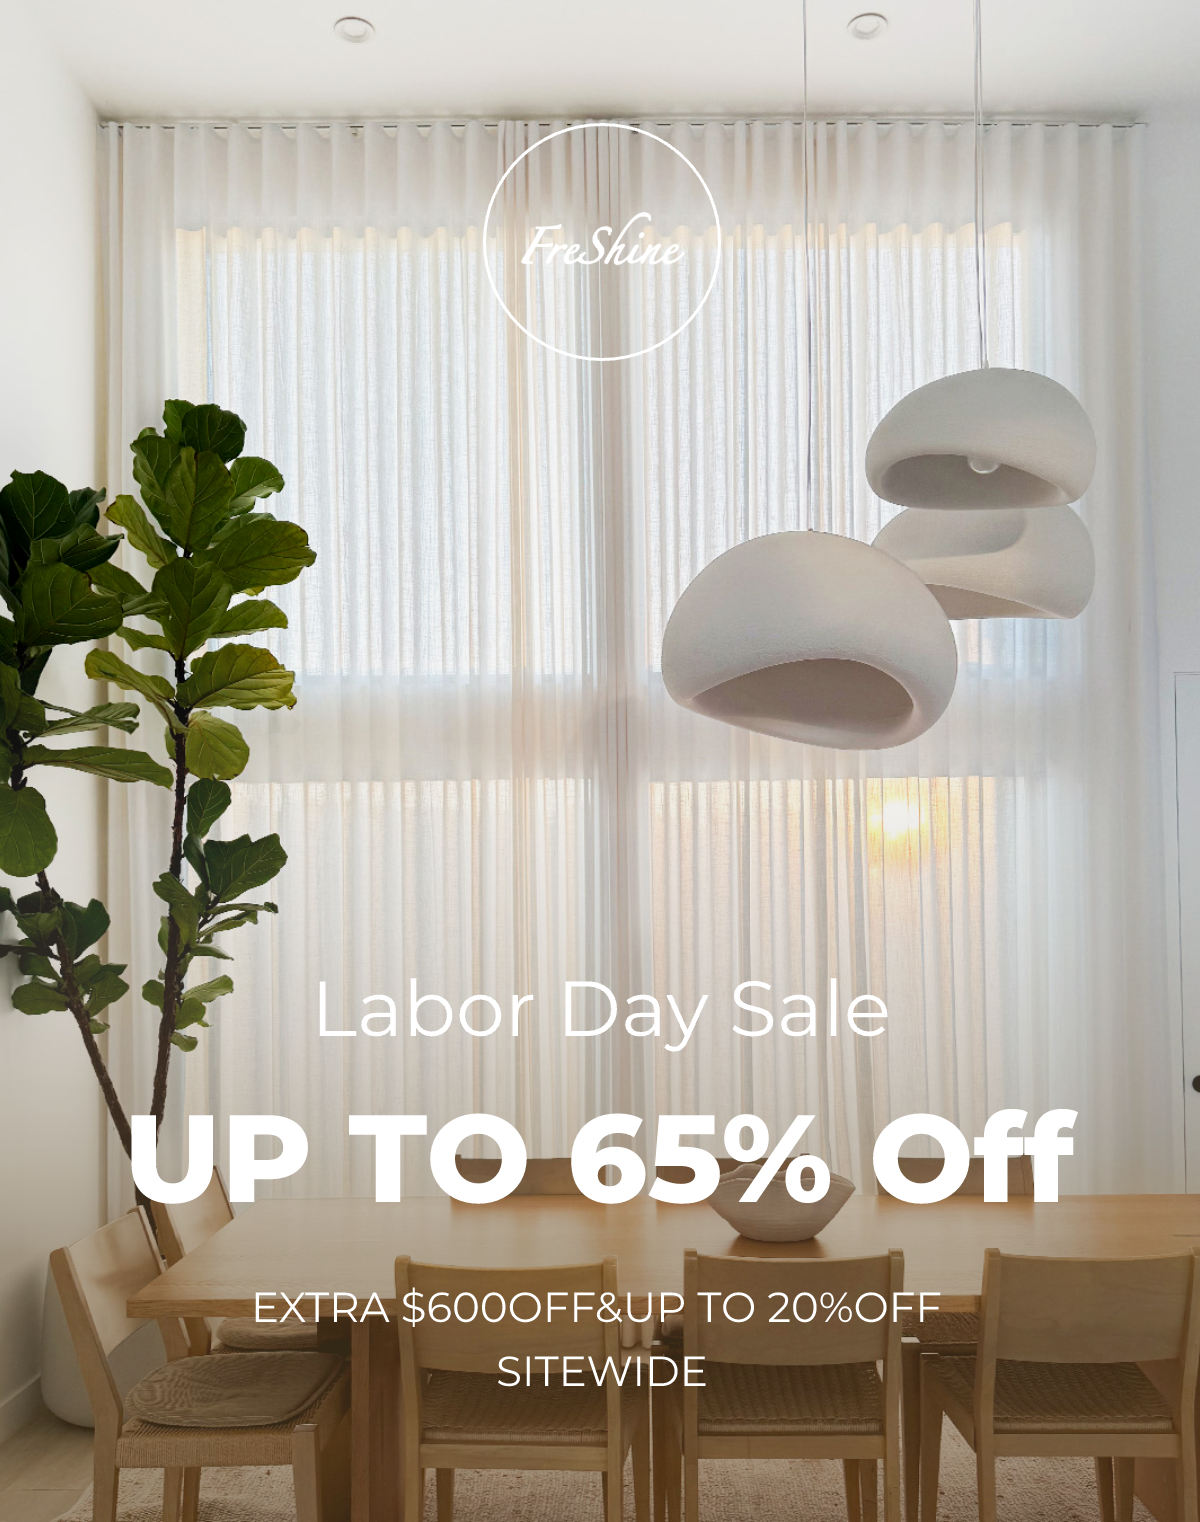 FreShine
Labor Day Sale
UP TO 65% Off
EXTRA $600OFF&UP TO 20%OFF
SITEWIDE